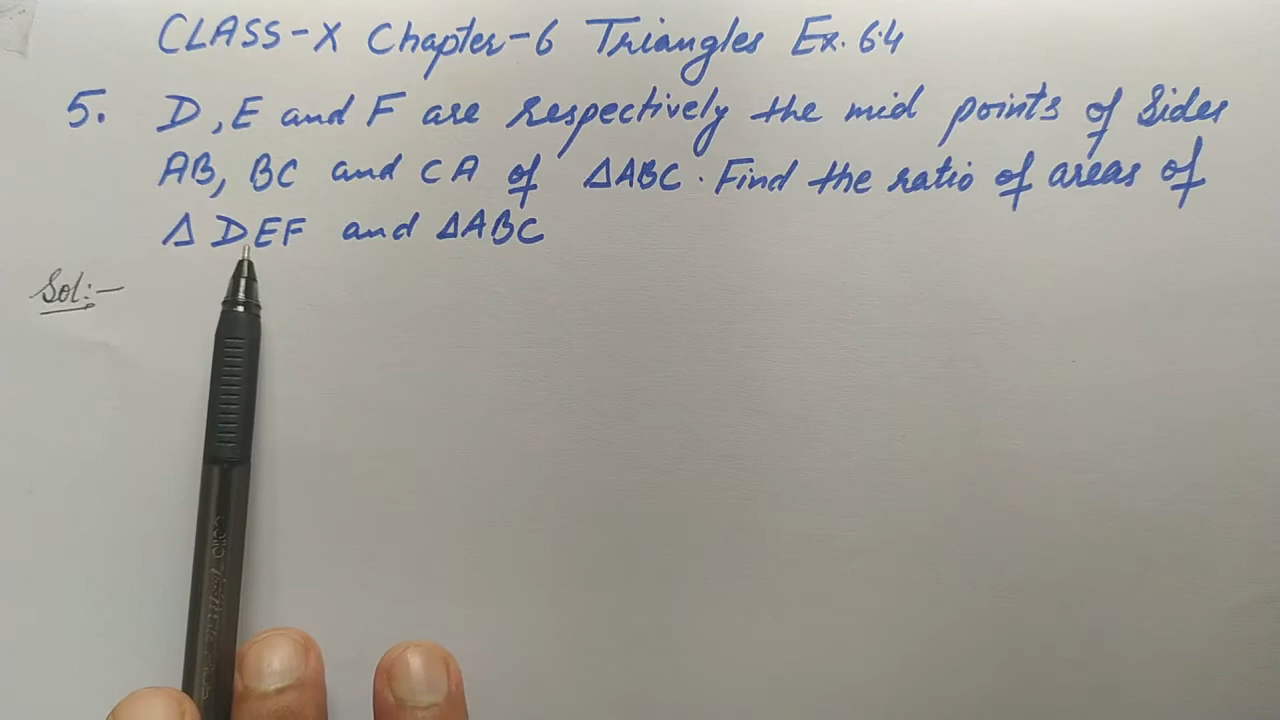 CLASS-X Chapter-6 Triangles Ex. 6.4
5. D, E and F are respectively the mid points of Sides
AB, BC and CA of ΔABC. Find the ratio of areas of
Δ DEF and ΔABC
Sol:-